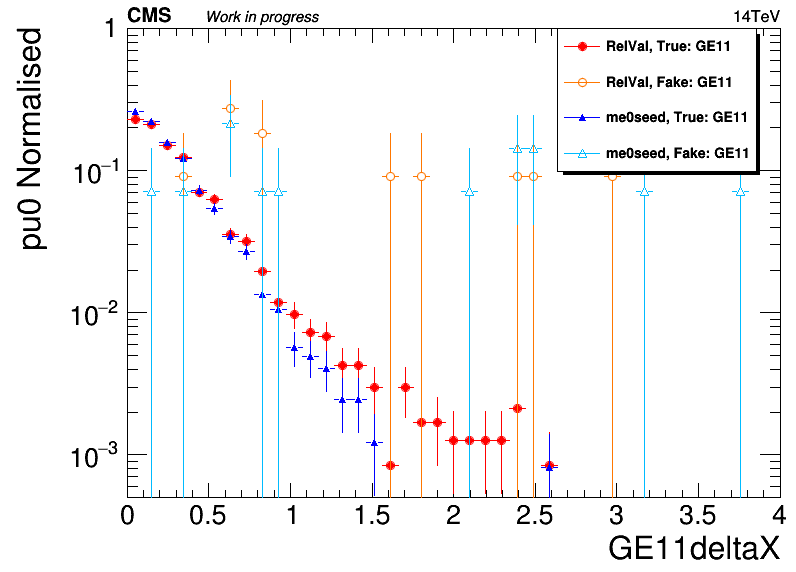 CMS Work in progress 14TeV
pu0 Normalised
1
10⁻¹
10⁻²
10⁻³
RelVal, True: GE11
RelVal, Fake: GE11
me0seed, True: GE11
me0seed, Fake: GE11
0 0.5 1 1.5 2 2.5 3 3.5 4
GE11deltaX